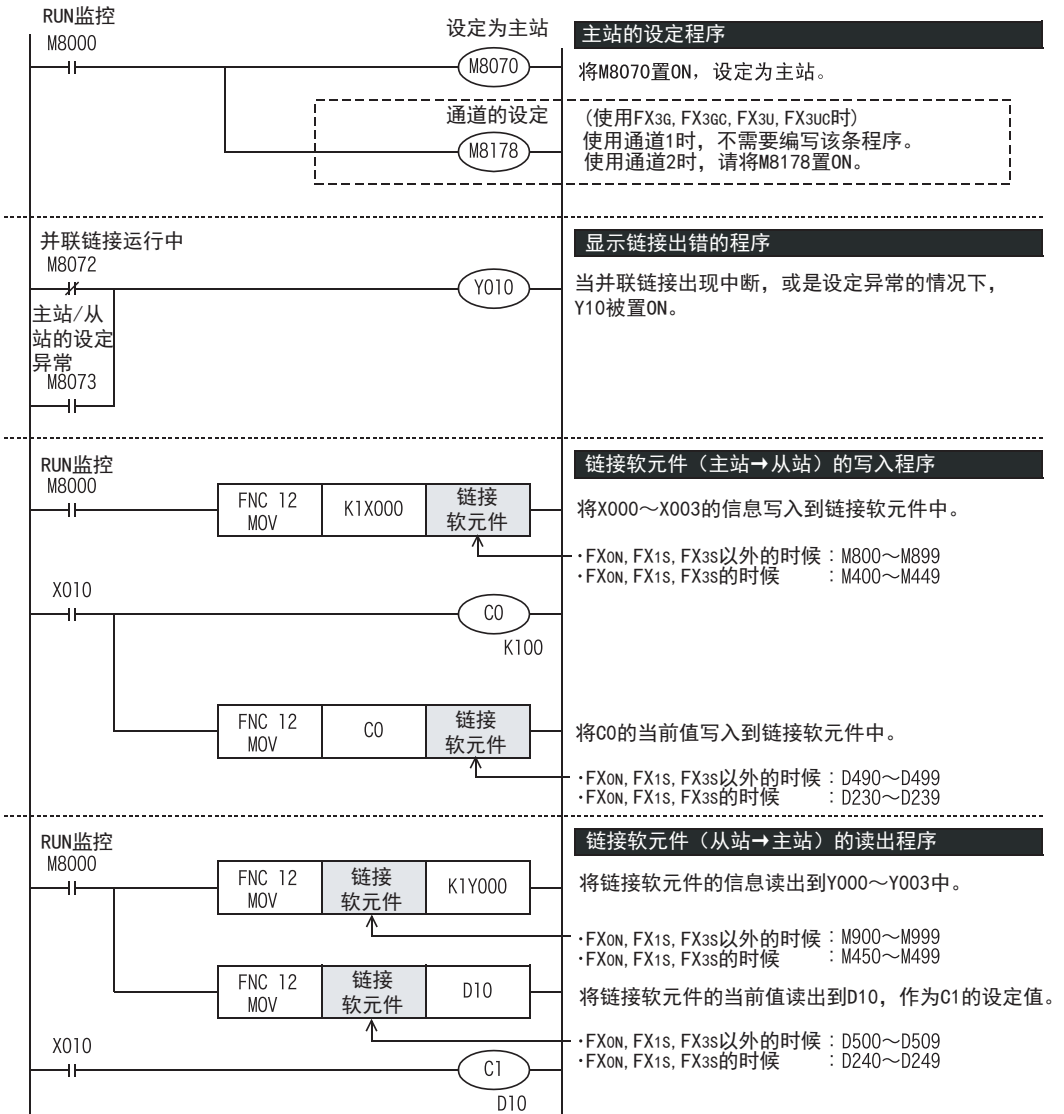 RUN监控
M8000
设定为主站
M8070
主站的设定程序
将M8070置ON，设定为主站。
通道的设定
M8178
(使用FX3G, FX3GC, FX3U, FX3UC时)
使用通道1时，不需要编写该条程序。
使用通道2时，请将M8178置ON。
并联链接运行中
M8072
Y010
主站/从
站的设定
异常
M8073
显示链接出错的程序
当并联链接出现中断，或是设定异常的情况下，
Y10被置ON。
RUN监控
M8000
FNC 12
MOV
K1X000
链接
软元件
链接软元件（主站→从站）的写入程序
将X000～X003的信息写入到链接软元件中。
·FX0N, FX1S, FX3S以外的时候：M800～M899
·FX0N, FX1S, FX3S的时候　　：M400～M449
X010
C0
K100
FNC 12
MOV
C0
链接
软元件
将C0的当前值写入到链接软元件中。
·FX0N, FX1S, FX3S以外的时候：D490～D499
·FX0N, FX1S, FX3S的时候　　：D230～D239
RUN监控
M8000
FNC 12
MOV
链接
软元件
K1Y000
链接软元件（从站→主站）的读出程序
将链接软元件的信息读出到Y000～Y003中。
·FX0N, FX1S, FX3S以外的时候：M900～M999
·FX0N, FX1S, FX3S的时候　　：M450～M499
FNC 12
MOV
链接
软元件
D10
将链接软元件的当前值读出到D10，作为C1的设定值。
·FX0N, FX1S, FX3S以外的时候：D500～D509
·FX0N, FX1S, FX3S的时候　　：D240～D249
X010
C1
D10